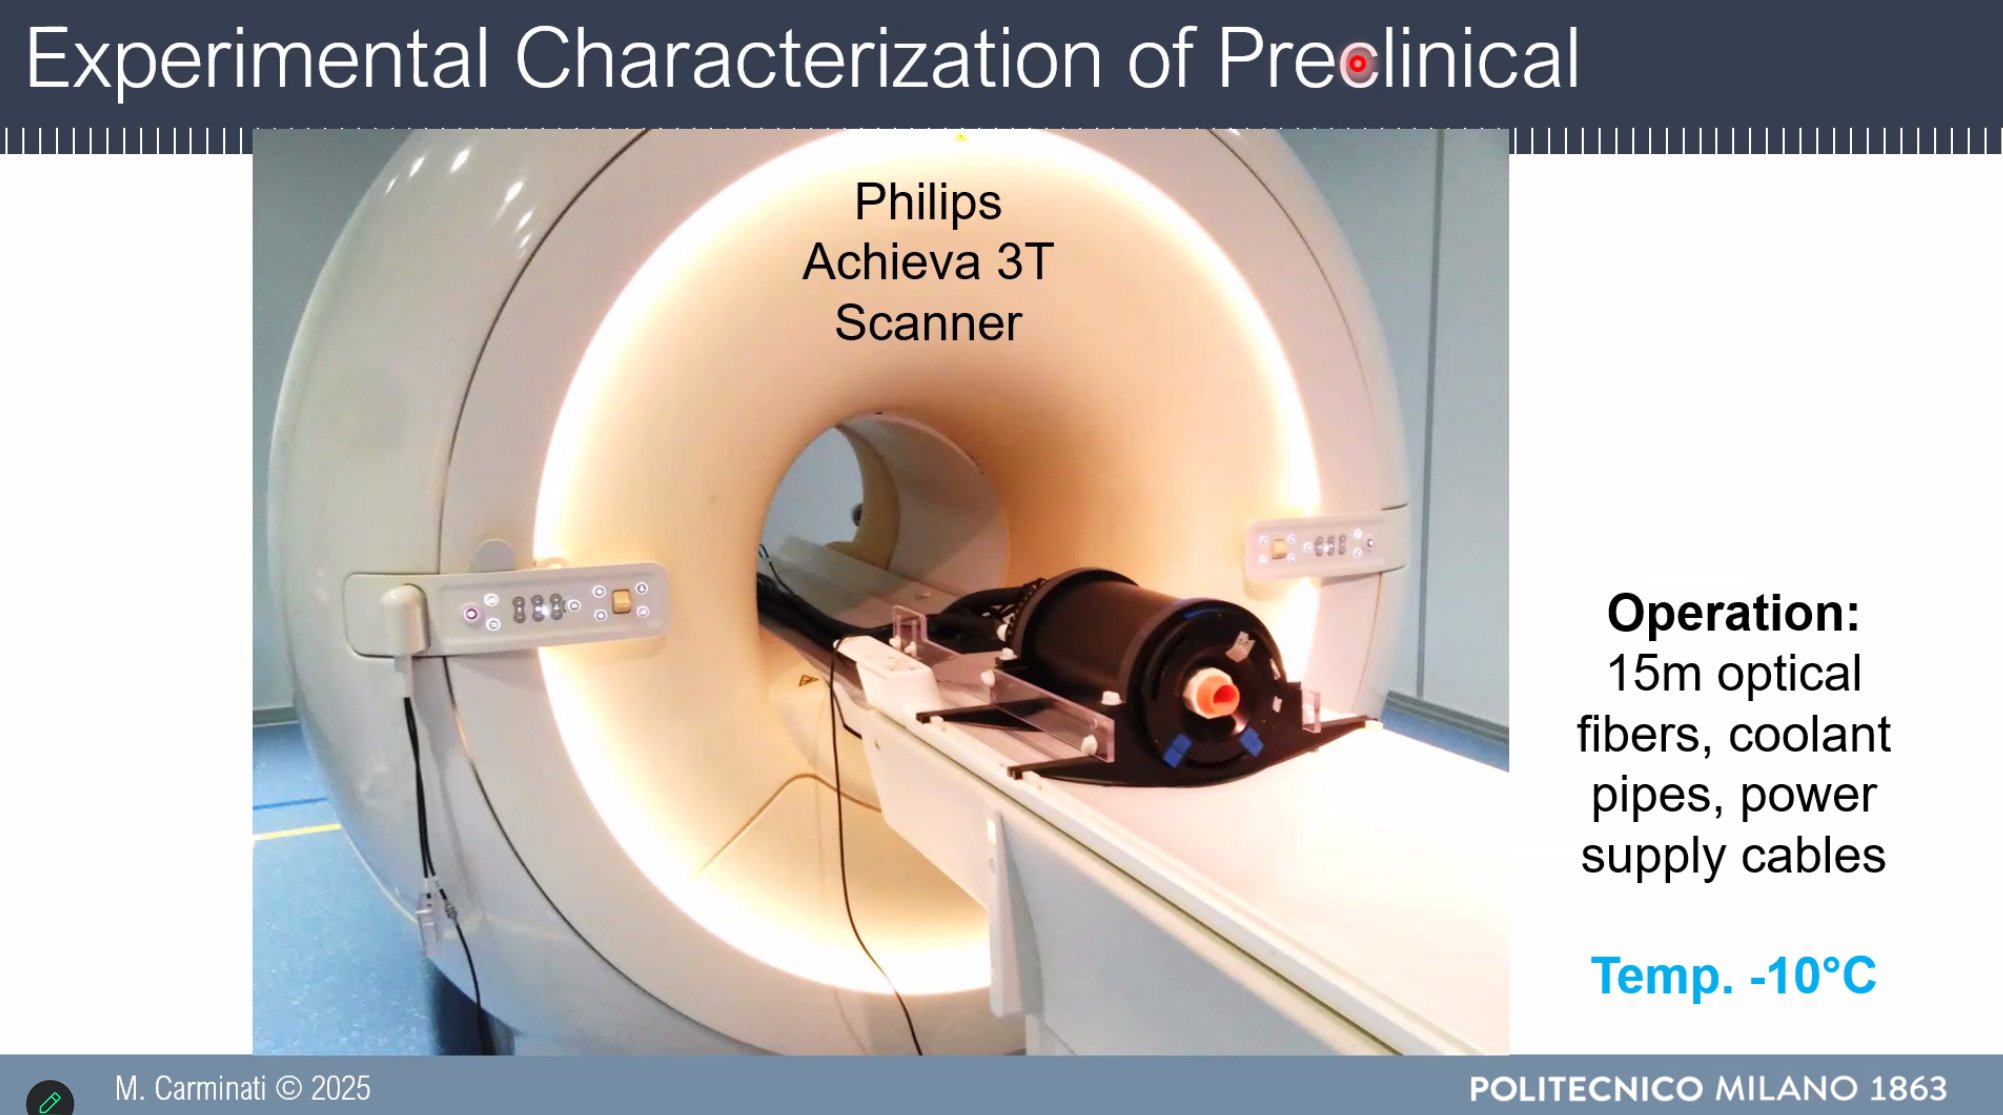 Experimental Characterization of Preclinical
Philips
Achieva 3T
Scanner
Operation:
15m optical
fibers, coolant
pipes, power
supply cables
Temp. -10°C
M. Carminati © 2025
POLITECNICO MILANO 1863